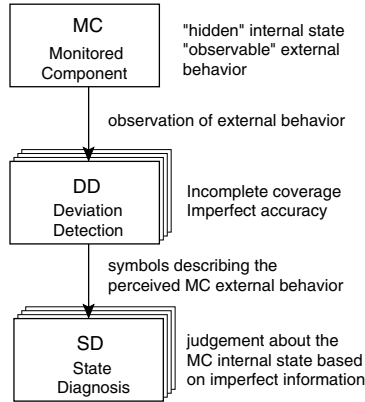 MC
Monitored
Component
"hidden" internal state
"observable" external
behavior
observation of external behavior
DD
Deviation
Detection
Incomplete coverage
Imperfect accuracy
symbols describing the
perceived MC external behavior
SD
State
Diagnosis
judgement about the
MC internal state based
on imperfect information